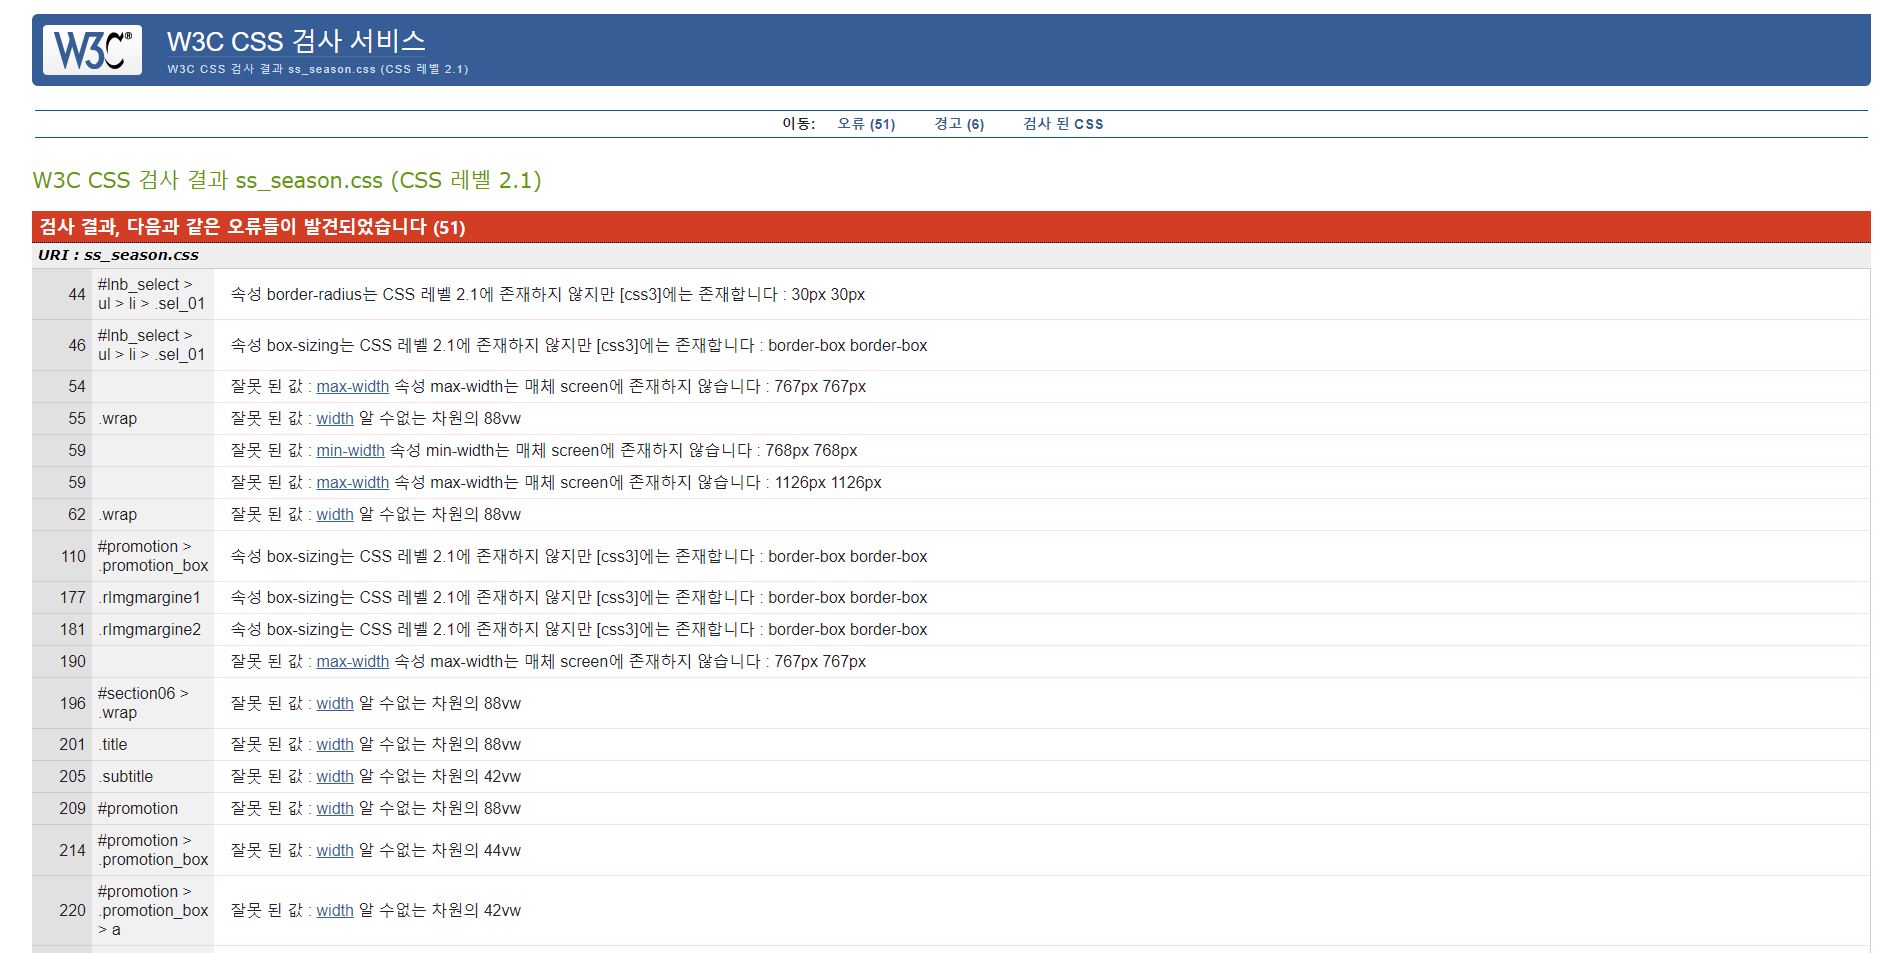 W3C®
W3C CSS 검사 서비스
W3C CSS 검사 결과 ss_season.css (CSS 레벨 2.1)
이동: 오류 (51) 경고 (6) 검사 된 CSS
W3C CSS 검사 결과 ss_season.css (CSS 레벨 2.1)
검사 결과, 다음과 같은 오류들이 발견되었습니다 (51)
URI : ss_season.css
44 #lnb_select >
ul > li > .sel_01
속성 border-radius는 CSS 레벨 2.1에 존재하지 않지만 [css3]에는 존재합니다 : 30px 30px
46 #lnb_select >
ul > li > .sel_01
속성 box-sizing는 CSS 레벨 2.1에 존재하지 않지만 [css3]에는 존재합니다 : border-box border-box
54 잘못 된 값 : max-width 속성 max-width는 매체 screen에 존재하지 않습니다 : 767px 767px
55 .wrap 잘못 된 값 : width 알 수없는 차원의 88vw
59 잘못 된 값 : min-width 속성 min-width는 매체 screen에 존재하지 않습니다 : 768px 768px
59 잘못 된 값 : max-width 속성 max-width는 매체 screen에 존재하지 않습니다 : 1126px 1126px
62 .wrap 잘못 된 값 : width 알 수없는 차원의 88vw
110 #promotion >
.promotion_box
속성 box-sizing는 CSS 레벨 2.1에 존재하지 않지만 [css3]에는 존재합니다 : border-box border-box
177 .rImgmargine1 속성 box-sizing는 CSS 레벨 2.1에 존재하지 않지만 [css3]에는 존재합니다 : border-box border-box
181 .rImgmargine2 속성 box-sizing는 CSS 레벨 2.1에 존재하지 않지만 [css3]에는 존재합니다 : border-box border-box
190 잘못 된 값 : max-width 속성 max-width는 매체 screen에 존재하지 않습니다 : 767px 767px
196 #section06 >
.wrap
잘못 된 값 : width 알 수없는 차원의 88vw
201 .title 잘못 된 값 : width 알 수없는 차원의 88vw
205 .subtitle 잘못 된 값 : width 알 수없는 차원의 42vw
209 #promotion 잘못 된 값 : width 알 수없는 차원의 88vw
214 #promotion >
.promotion_box
잘못 된 값 : width 알 수없는 차원의 44vw
220 #promotion >
.promotion_box
> a
잘못 된 값 : width 알 수없는 차원의 42vw